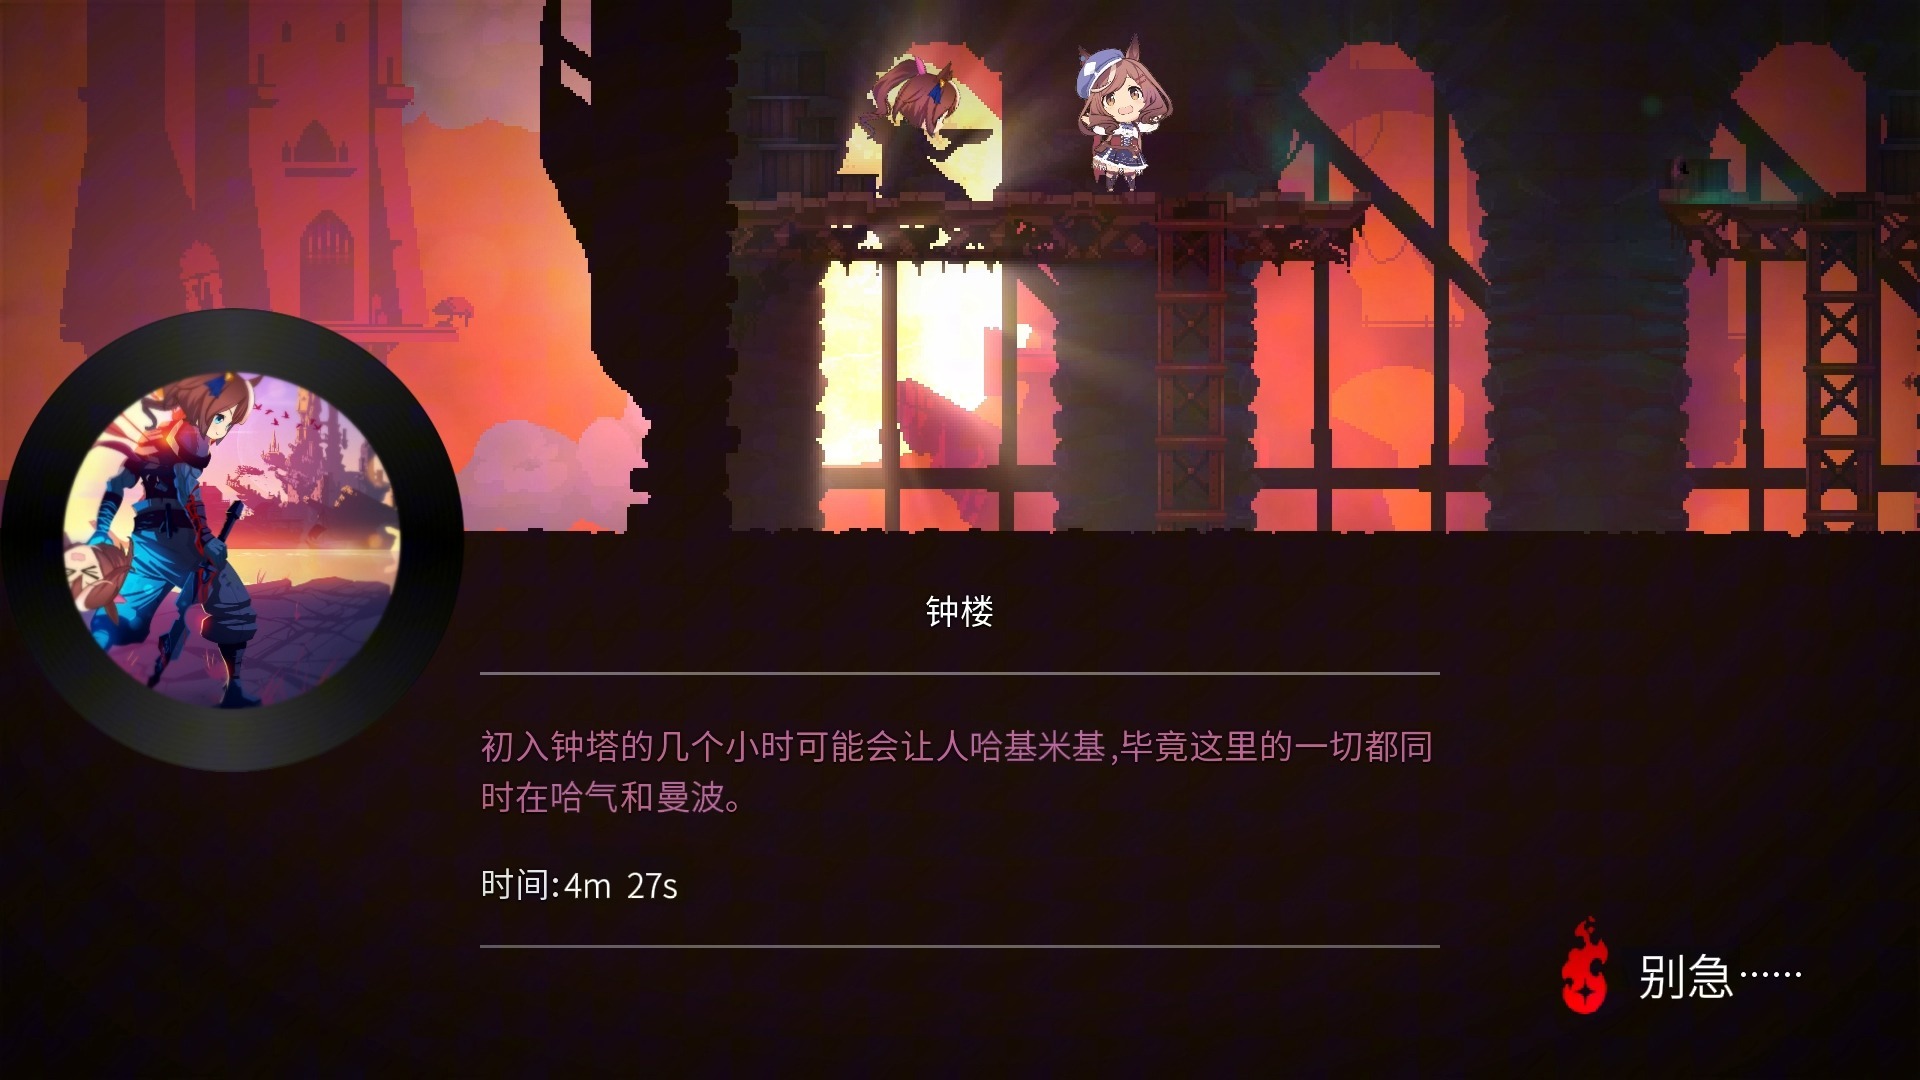 钟楼
初入钟塔的几个小时可能会让人哈基米基,毕竟这里的一切都同
时在哈气和曼波。
时间:4m 27s
别急······